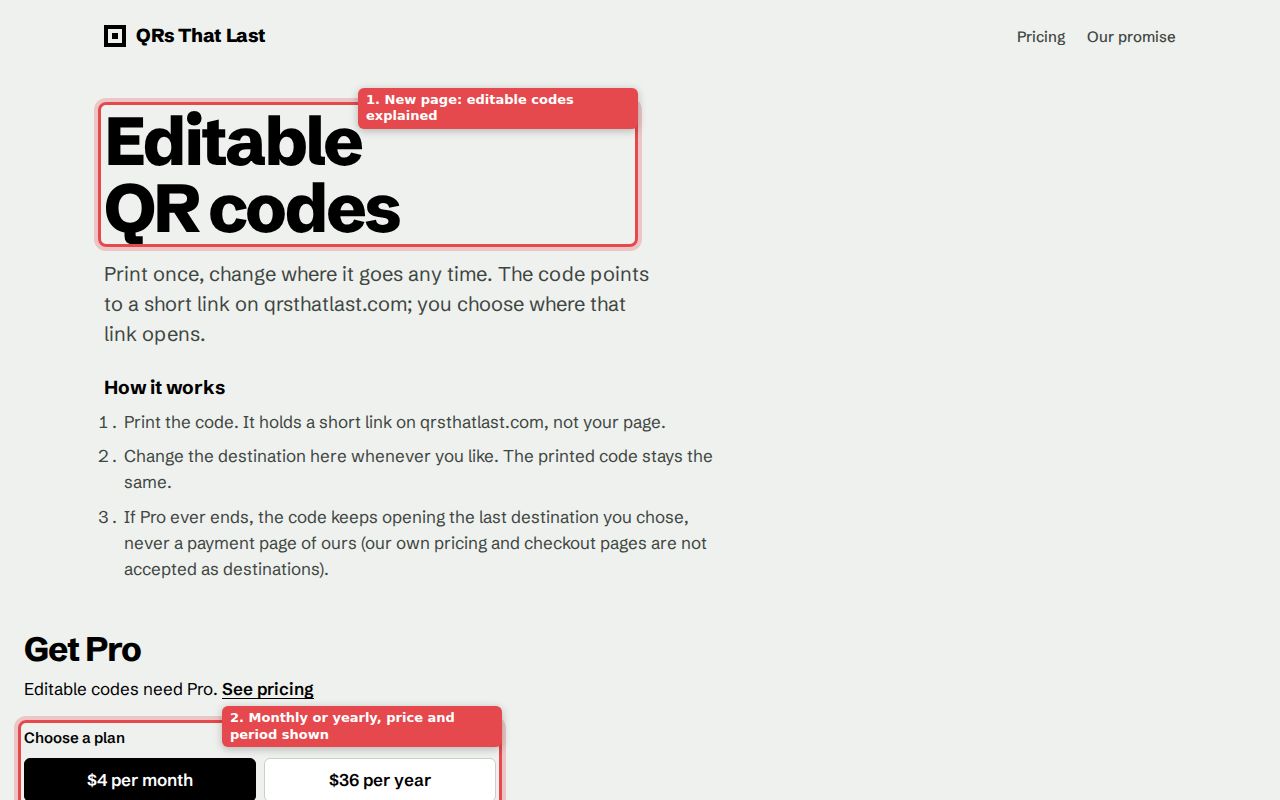 QRs That Last
Pricing
Our promise
1. New page: editable codes
explained
Editable
QR codes
Print once, change where it goes any time. The code points
to a short link on qrsthatlast.com; you choose where that
link opens.
How it works
1. Print the code. It holds a short link on qrsthatlast.com, not your page.
2. Change the destination here whenever you like. The printed code stays the
same.
3. If Pro ever ends, the code keeps opening the last destination you chose,
never a payment page of ours (our own pricing and checkout pages are not
accepted as destinations).
Get Pro
Editable codes need Pro. See pricing
2. Monthly or yearly, price and
period shown
Choose a plan
$4 per month
$36 per year